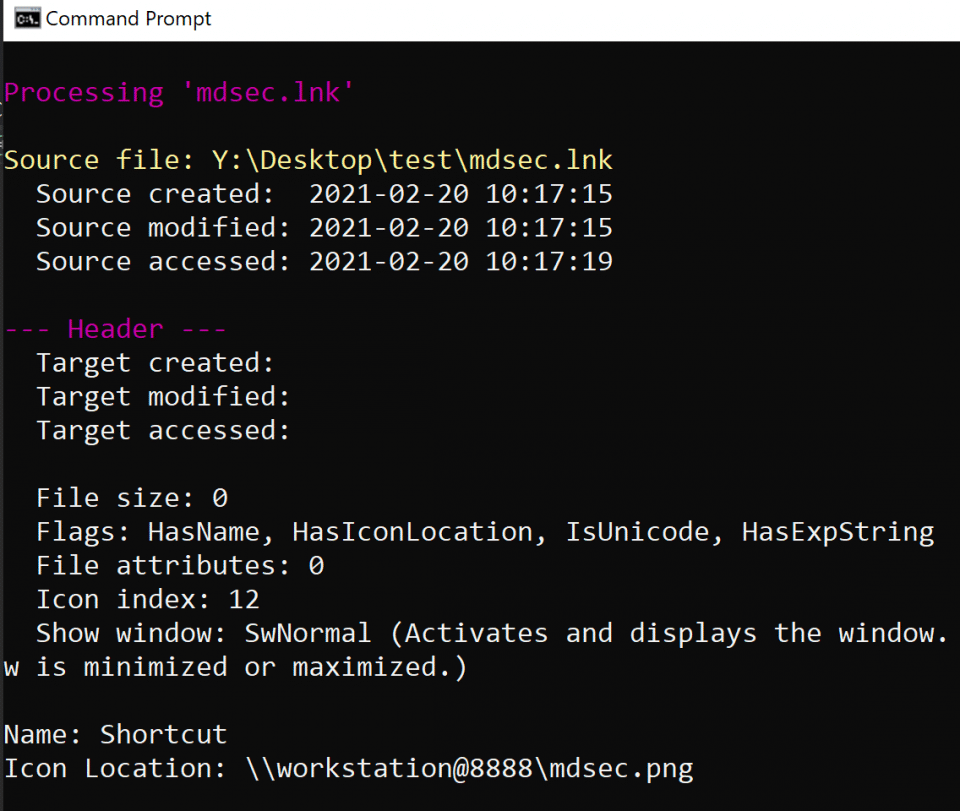 Command Prompt
Processing 'mdsec.lnk'
Source file: Y:\Desktop\test\mdsec.lnk
  Source created:  2021-02-20 10:17:15
  Source modified: 2021-02-20 10:17:15
  Source accessed: 2021-02-20 10:17:19
--- Header ---
  Target created:
  Target modified:
  Target accessed:
  File size: 0
  Flags: HasName, HasIconLocation, IsUnicode, HasExpString
  File attributes: 0
  Icon index: 12
  Show window: SwNormal (Activates and displays the window.
w is minimized or maximized.)
Name: Shortcut
Icon Location: \\workstation@8888\mdsec.png